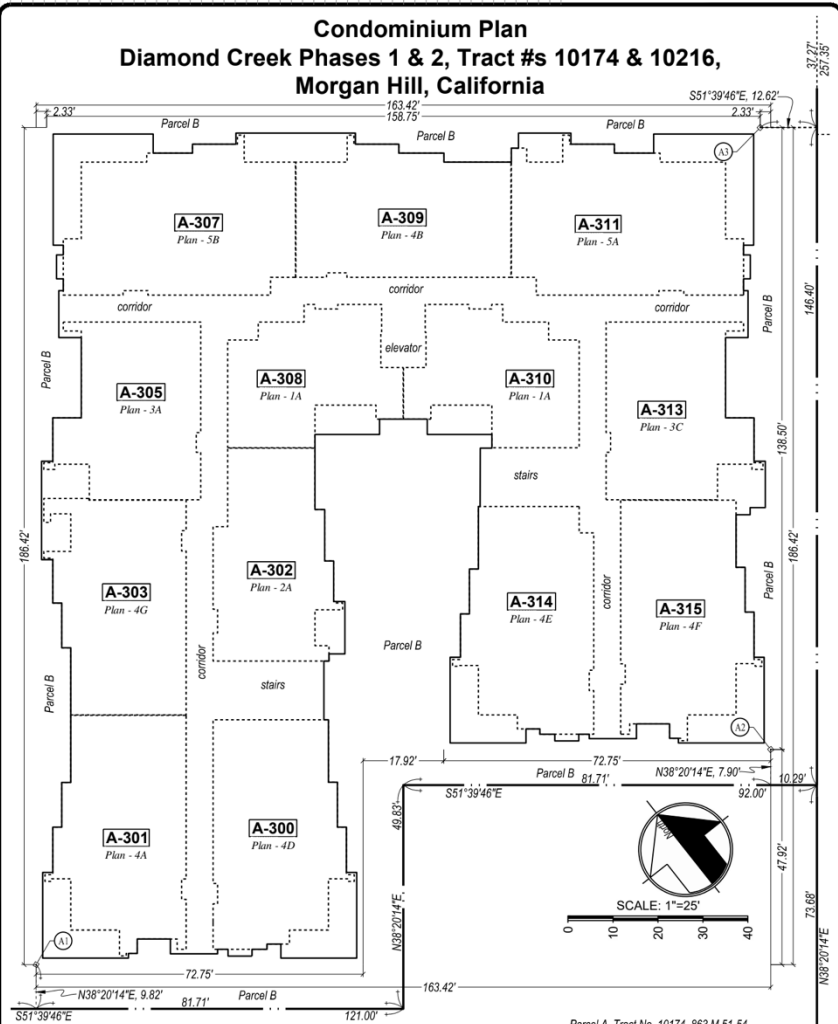 Condominium Plan
Diamond Creek Phases 1 & 2, Tract #s 10174 & 10216,
Morgan Hill, California
37.27'
257.35'
S51°39'46"E, 12.62'
163.42'
2.33'
158.75'
2.33'
Parcel B
Parcel B
Parcel B
A3
A-307
Plan - 5B
A-309
Plan - 4B
A-311
Plan - 5A
corridor
corridor
corridor
Parcel B
146.40'
elevator
Parcel B
A-305
Plan - 3A
A-308
Plan - 1A
A-310
Plan - 1A
A-313
Plan - 3C
138.50'
stairs
186.42'
186.42'
A-302
Plan - 2A
A-303
Plan - 4G
A-314
Plan - 4E
corridor
A-315
Plan - 4F
Parcel B
Parcel B
corridor
stairs
Parcel B
A2
17.92'
72.75'
N38°20'14"E, 7.90'
Parcel B
10.29'
S51°39'46"E
81.71'
92.00'
49.83'
A-301
Plan - 4A
A-300
Plan - 4D
North
47.92'
SCALE: 1"=25'
0
10
20
30
40
73.68'
N38°20'14"E
N38°20'14"E
A1
72.75'
163.42'
N38°20'14"E, 9.82'
Parcel B
81.71'
S51°39'46"E
121.00'